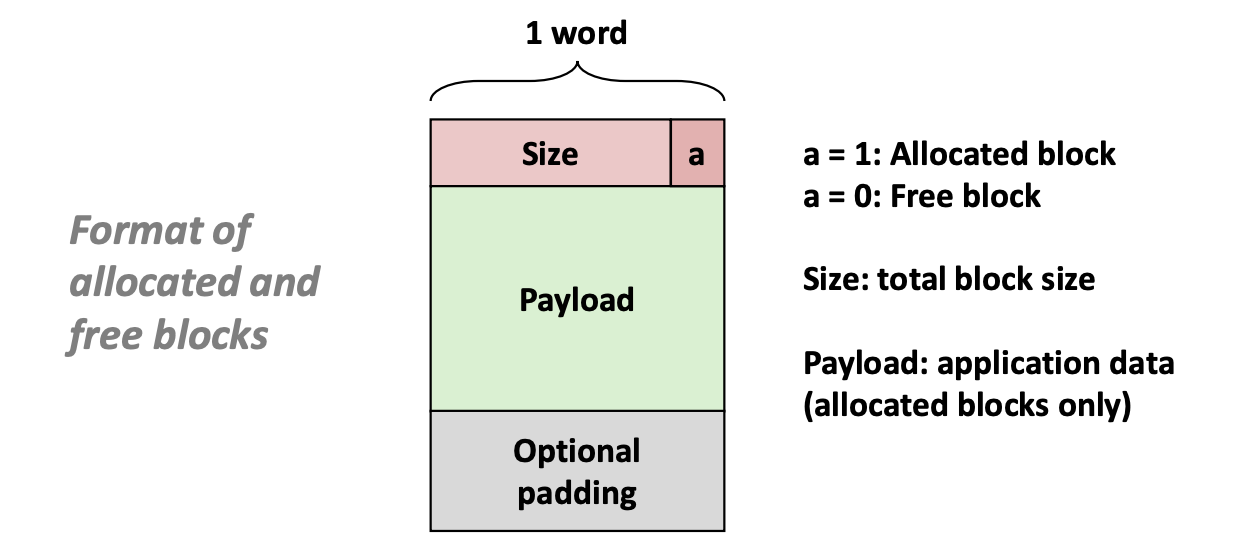 1 word
Size
a
a = 1: Allocated block
a = 0: Free block
Format of
allocated and
free blocks
Size: total block size
Payload
Payload: application data
(allocated blocks only)
Optional
padding